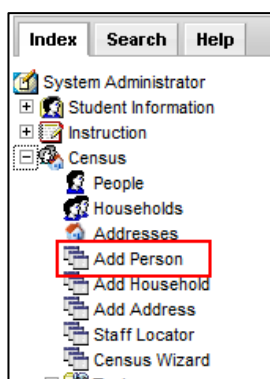 Index Search Help
System Administrator
Student Information
Instruction
Census
People
Households
Addresses
Add Person
Add Household
Add Address
Staff Locator
Census Wizard